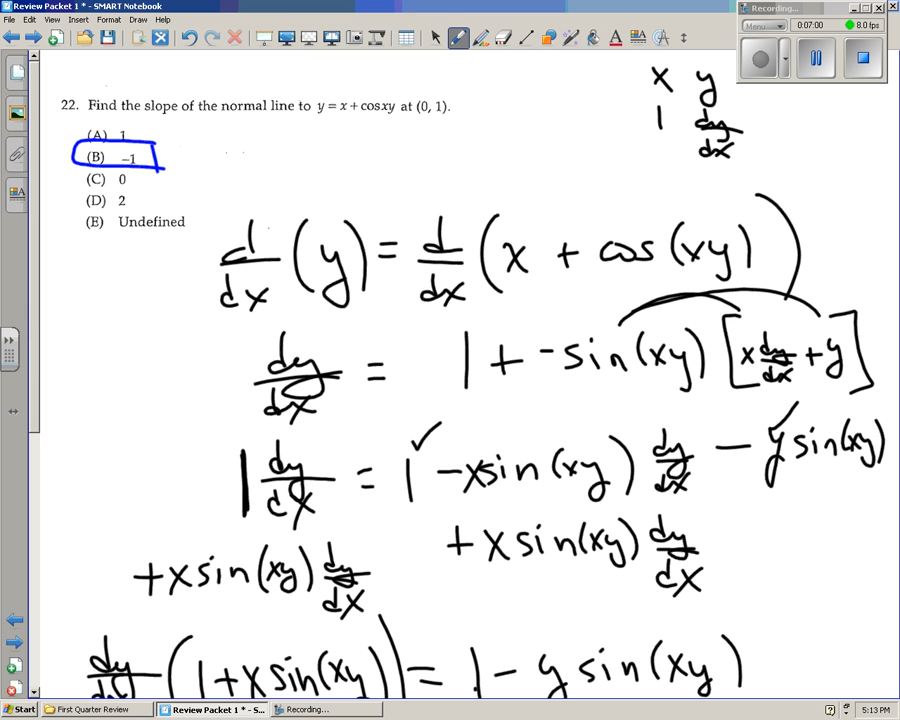 Review Packet 1 * - SMART Notebook
Recording...
File Edit View Insert Format Draw Help
Menu 0:07:00 8.0 fps
x y
1 dy/dx
22. Find the slope of the normal line to y = x + cosxy at (0, 1).
(A) 1
(B) –1
(C) 0
(D) 2
(E) Undefined
d/dx (y) = d/dx (x + cos(xy))
dy/dx = 1 + -sin(xy) [x dy/dx + y]
1 dy/dx = 1 - xsin(xy) dy/dx - y sin(xy)
+ x sin(xy) dy/dx + x sin(xy) dy/dx
dy/dx (1 + x sin(xy)) = 1 - y sin(xy)
Start First Quarter Review Review Packet 1 * - S... Recording... 5:13 PM